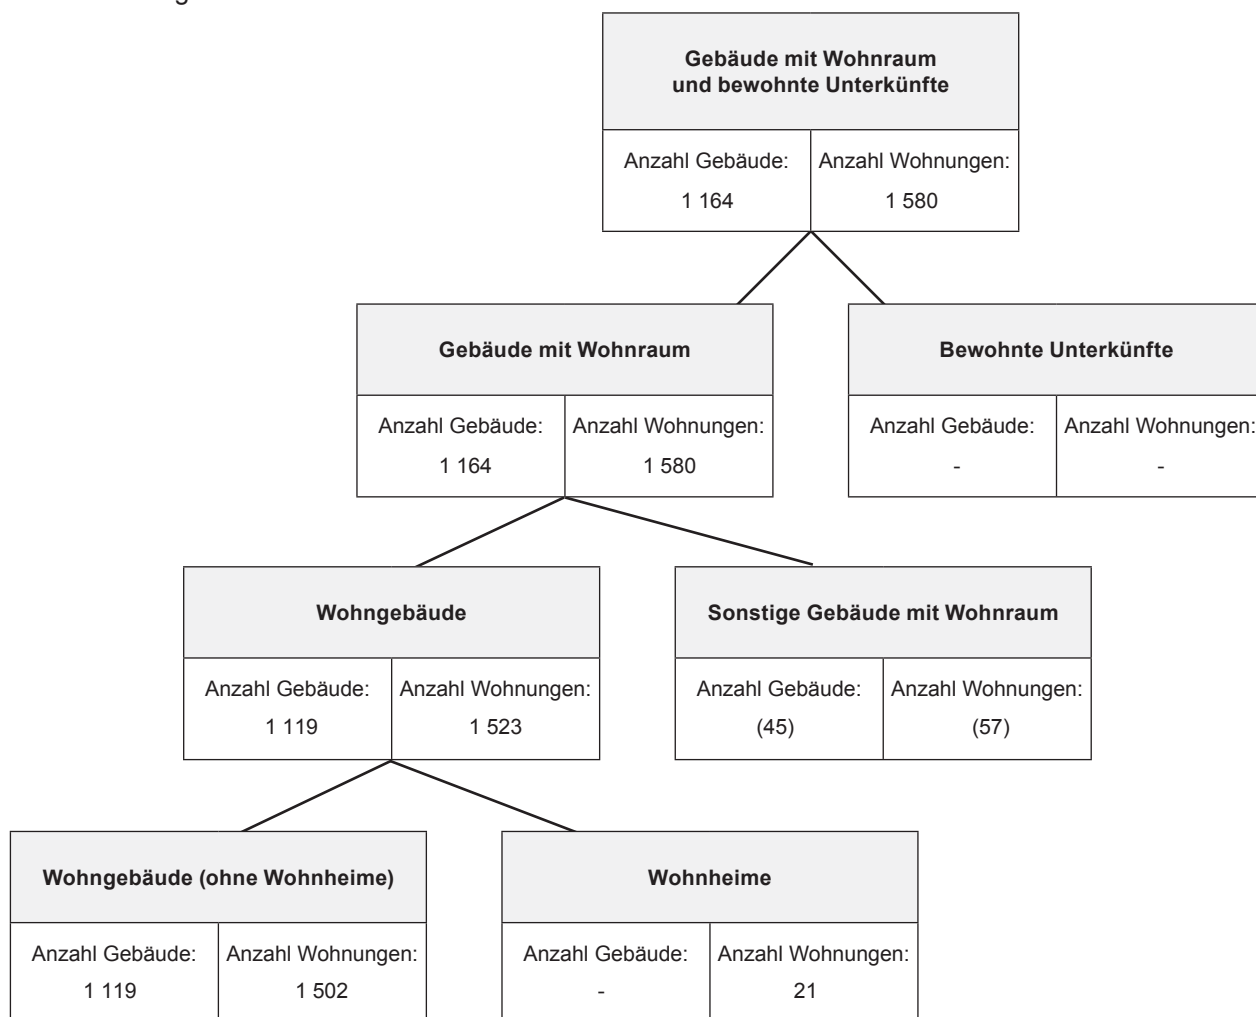 Gebäude mit Wohnraum
und bewohnte Unterkünfte
Anzahl Gebäude: Anzahl Wohnungen:
1 164 1 580
Gebäude mit Wohnraum Bewohnte Unterkünfte
Anzahl Gebäude: Anzahl Wohnungen: Anzahl Gebäude: Anzahl Wohnungen:
1 164 1 580 - -
Wohngebäude Sonstige Gebäude mit Wohnraum
Anzahl Gebäude: Anzahl Wohnungen: Anzahl Gebäude: Anzahl Wohnungen:
1 119 1 523 (45) (57)
Wohngebäude (ohne Wohnheime) Wohnheime
Anzahl Gebäude: Anzahl Wohnungen: Anzahl Gebäude: Anzahl Wohnungen:
1 119 1 502 - 21